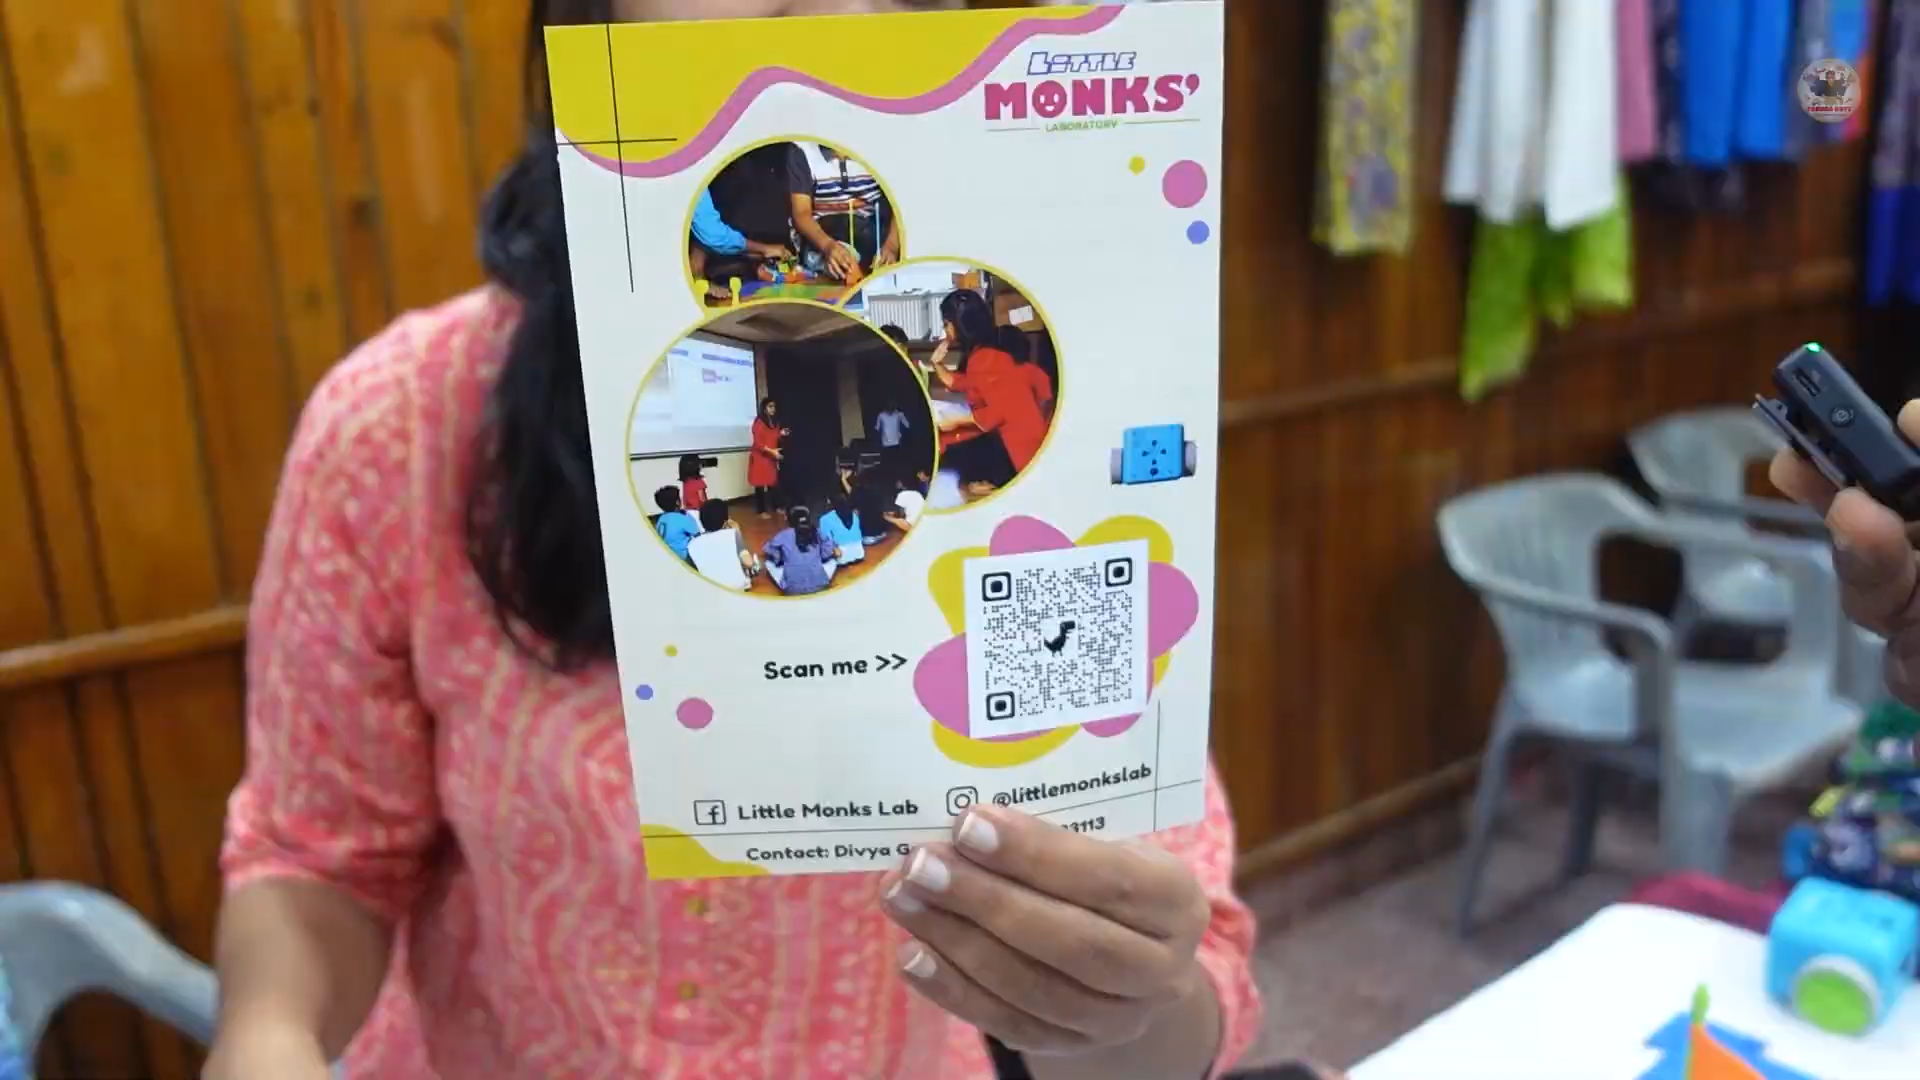 LiTTLE
MONKS'
LABORATORY
Scan me >>
Little Monks Lab
@littlemonkslab
3113
Contact: Divya G